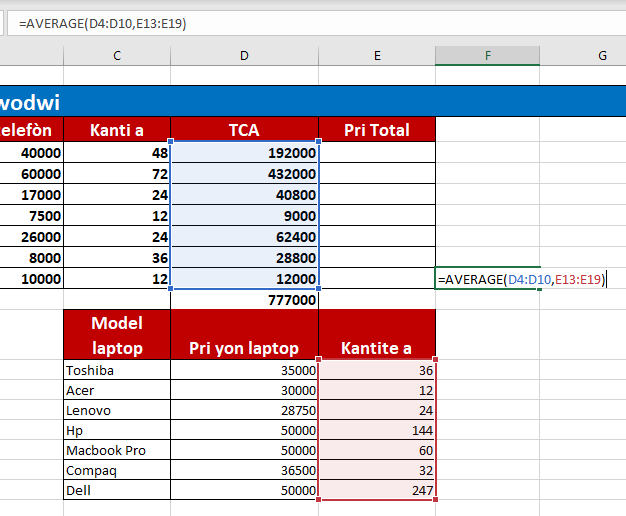 =AVERAGE(D4:D10,E13:E19)
C D E F G
wodwi
elefòn Kanti a TCA Pri Total
40000 48 192000
60000 72 432000
17000 24 40800
7500 12 9000
26000 24 62400
8000 36 28800
10000 12 12000 =AVERAGE(D4:D10,E13:E19)
777000
Model
laptop Pri yon laptop Kantite a
Toshiba 35000 36
Acer 30000 12
Lenovo 28750 24
Hp 50000 144
Macbook Pro 50000 60
Compaq 36500 32
Dell 50000 247